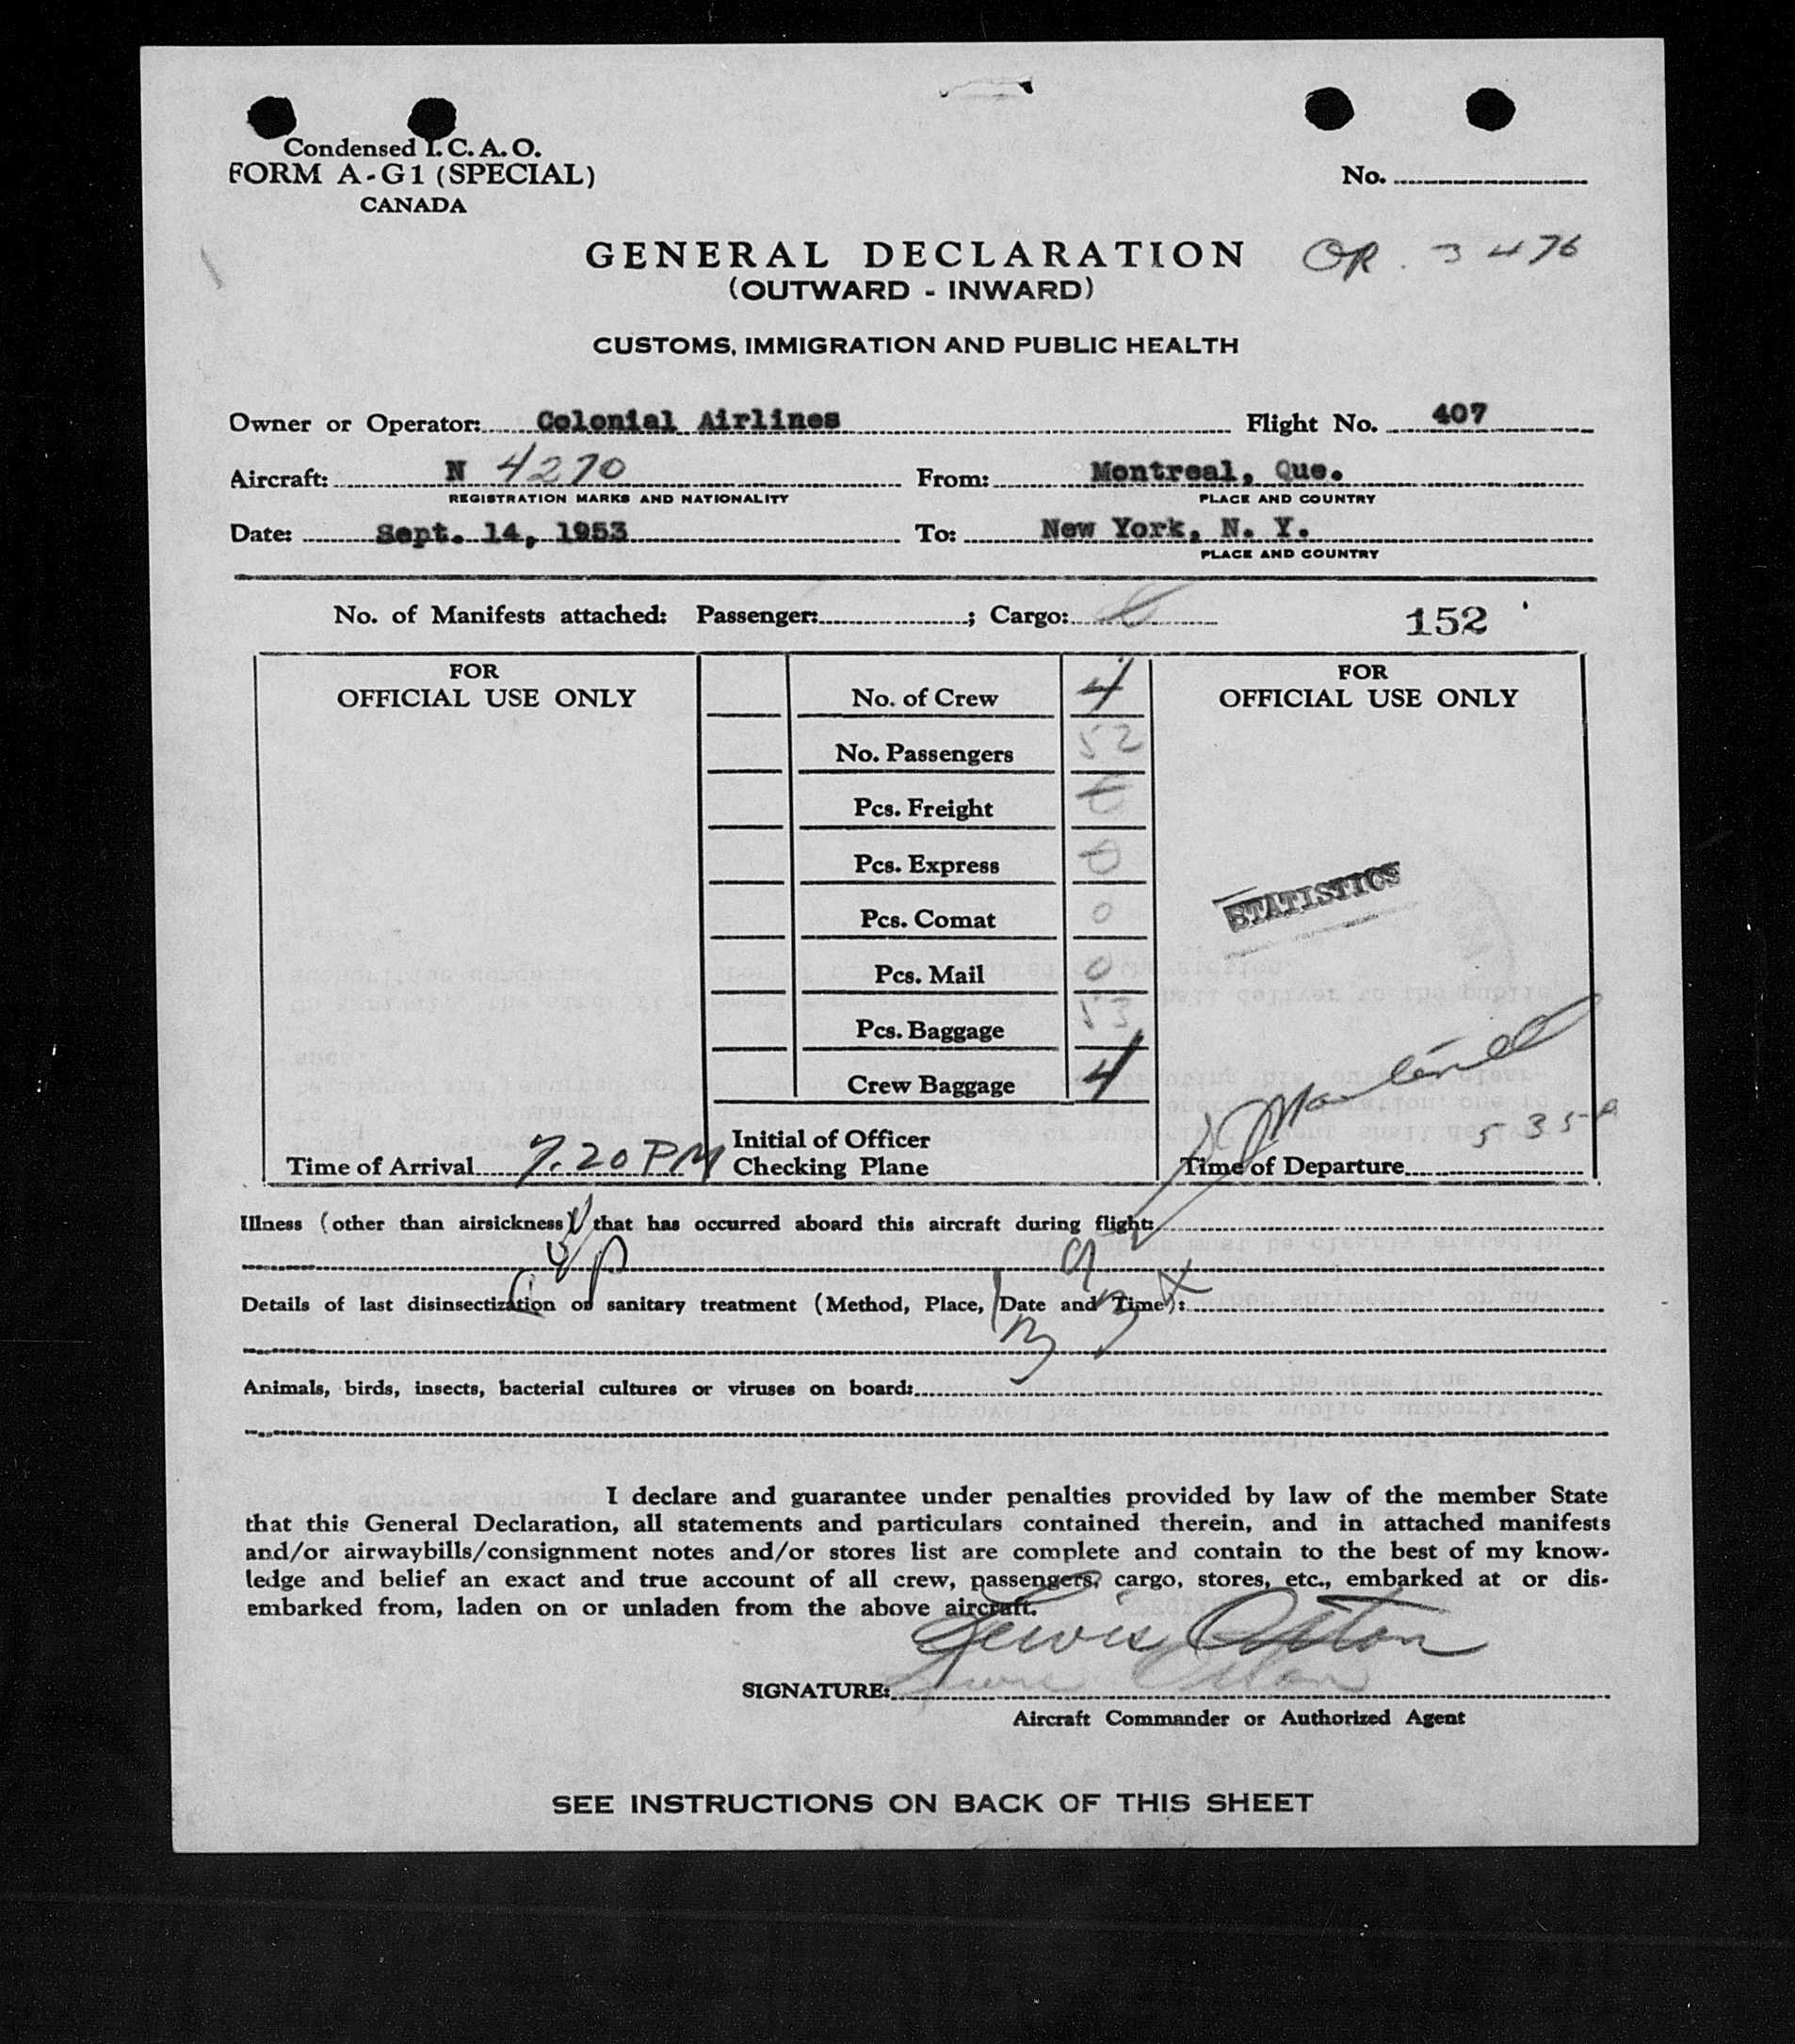 Condensed I. C. A. O.
FORM A-G1 (SPECIAL)
CANADA
No.
GENERAL DECLARATION
OR. 3476
(OUTWARD - INWARD)
CUSTOMS, IMMIGRATION AND PUBLIC HEALTH
Owner or Operator: Colonial Airlines Flight No. 407
Aircraft: N 4270 From: Montreal, Que.
REGISTRATION MARKS AND NATIONALITY PLACE AND COUNTRY
Date: Sept. 14, 1953 To: New York, N. Y.
PLACE AND COUNTRY
No. of Manifests attached: Passenger: ; Cargo: 152
FOR
OFFICIAL USE ONLY
No. of Crew 4
No. Passengers 52
Pcs. Freight
Pcs. Express 0
Pcs. Comat 0
Pcs. Mail 0
Pcs. Baggage 53
Crew Baggage 4
Initial of Officer
Checking Plane
Time of Arrival 7.20 PM
FOR
OFFICIAL USE ONLY
STATISTICS
5 35 P
Time of Departure
Illness (other than airsickness) that has occurred aboard this aircraft during flight:
Details of last disinsectization or sanitary treatment (Method, Place, Date and Time):
Animals, birds, insects, bacterial cultures or viruses on board:
I declare and guarantee under penalties provided by law of the member State
that this General Declaration, all statements and particulars contained therein, and in attached manifests
and/or airwaybills/consignment notes and/or stores list are complete and contain to the best of my know-
ledge and belief an exact and true account of all crew, passengers, cargo, stores, etc., embarked at or dis-
embarked from, laden on or unladen from the above aircraft.
Lewis Orton
SIGNATURE:
Aircraft Commander or Authorized Agent
SEE INSTRUCTIONS ON BACK OF THIS SHEET